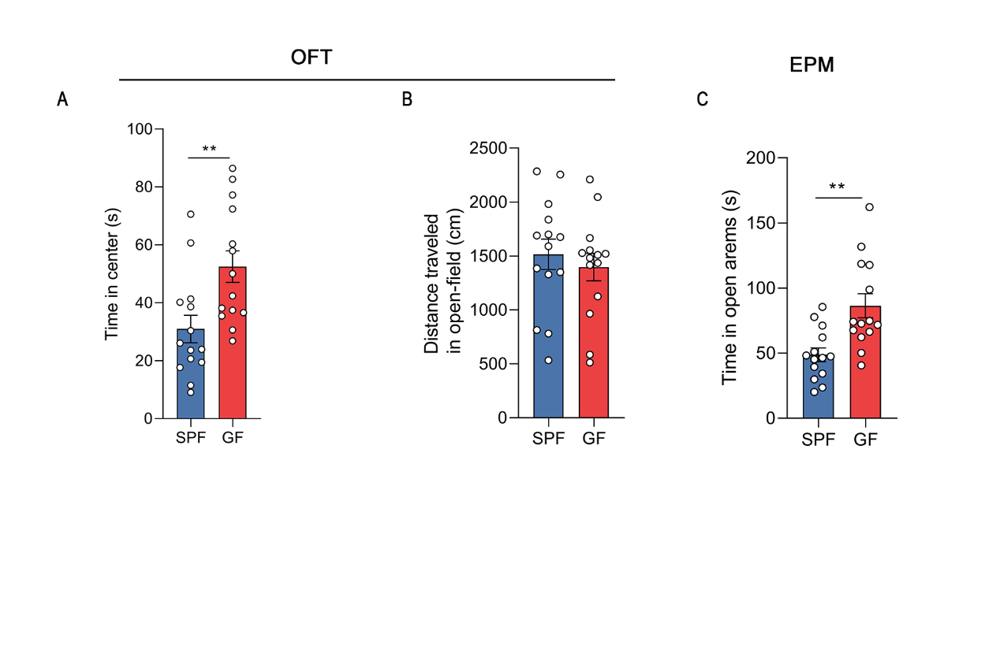 OFT
EPM
A
B
C
Time in center (s)
100
80
60
40
20
0
**
SPF GF
Distance traveled
in open-field (cm)
2500
2000
1500
1000
500
0
SPF GF
Time in open arems (s)
200
150
100
50
0
**
SPF GF